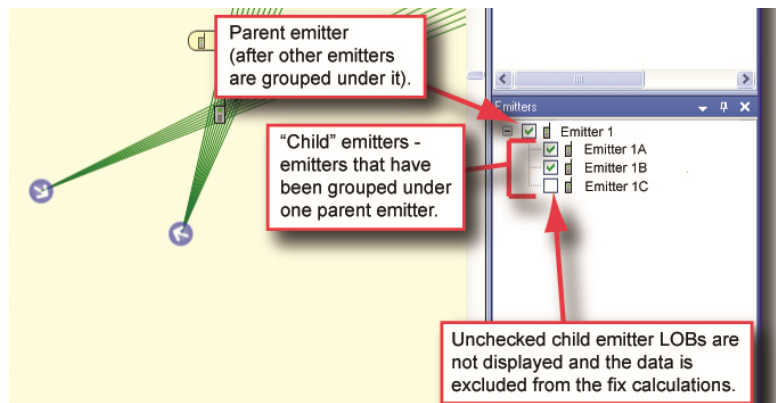 Parent emitter
(after other emitters
are grouped under it).
Emitters
Emitter 1
Emitter 1A
Emitter 1B
Emitter 1C
“Child” emitters -
emitters that have
been grouped under
one parent emitter.
Unchecked child emitter LOBs are
not displayed and the data is
excluded from the fix calculations.